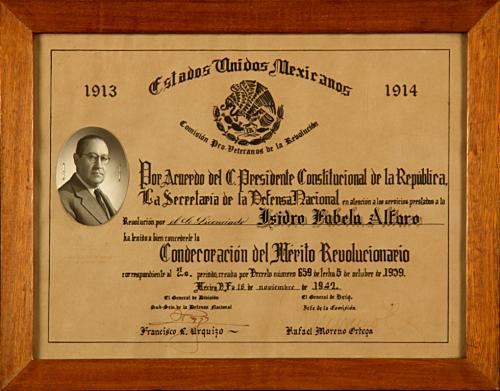 Estados Unidos Mexicanos
1913
1914
Comisión Pro-Veteranos de la Revolución
Por Acuerdo del C. Presidente Constitucional de la República,
La Secretaría de la Defensa Nacional en atención a los servicios prestados a la
Revolución por el C. Licenciado Isidro Fabela Alfaro
ha tenido a bien concederle la
Condecoración del Mérito Revolucionario
correspondiente al 2o. periodo, creada por Decreto número 659 de fecha 5 de octubre de 1939.
México, D.F., 16 de noviembre de 1942.
El General de División
Sub-Srio. de la Defensa Nacional
Francisco L. Urquizo
El General de Brig.
Jefe de la Comisión.
Rafael Moreno Ortega